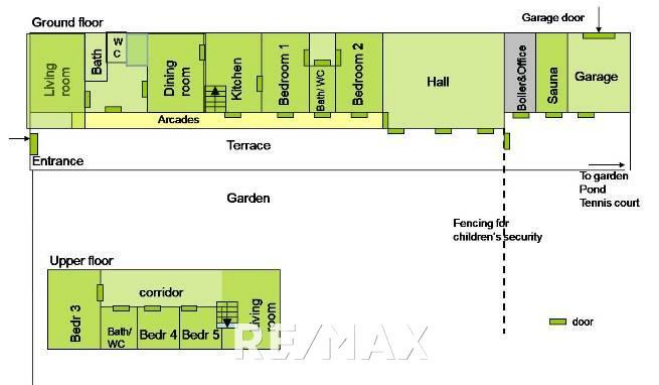 Ground floor
Garage door
Living
room
Bath
W
C
Dining
room
Kitchen
Bedroom 1
Bath/ WC
Bedroom 2
Hall
Boiler&Office
Sauna
Garage
Arcades
Entrance
Terrace
To garden
Pond
Tennis court
Garden
Fencing for
children's security
Upper floor
Bedr 3
corridor
Bath/
WC
Bedr 4
Bedr 5
Living
room
door
RE/MAX